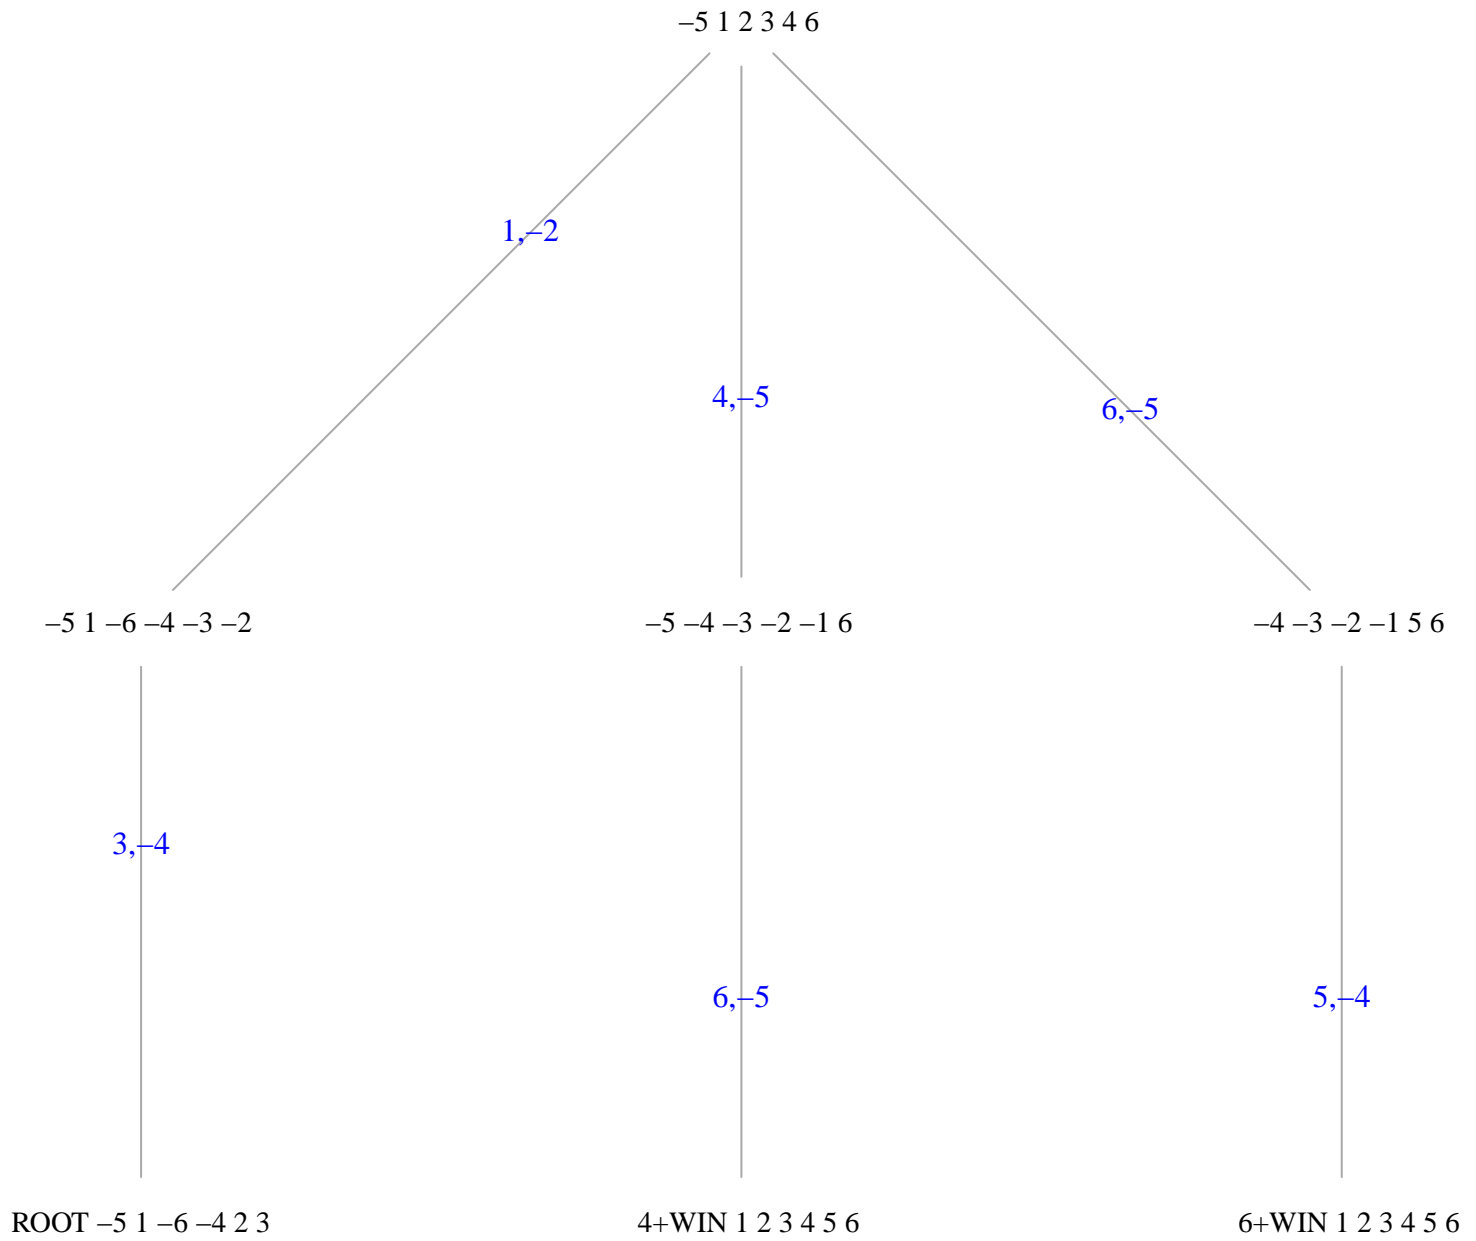 –5 1 2 3 4 6
1,–2
4,–5
6,–5
–5 1 –6 –4 –3 –2
–5 –4 –3 –2 –1 6
–4 –3 –2 –1 5 6
3,–4
6,–5
5,–4
ROOT –5 1 –6 –4 2 3
4+WIN 1 2 3 4 5 6
6+WIN 1 2 3 4 5 6